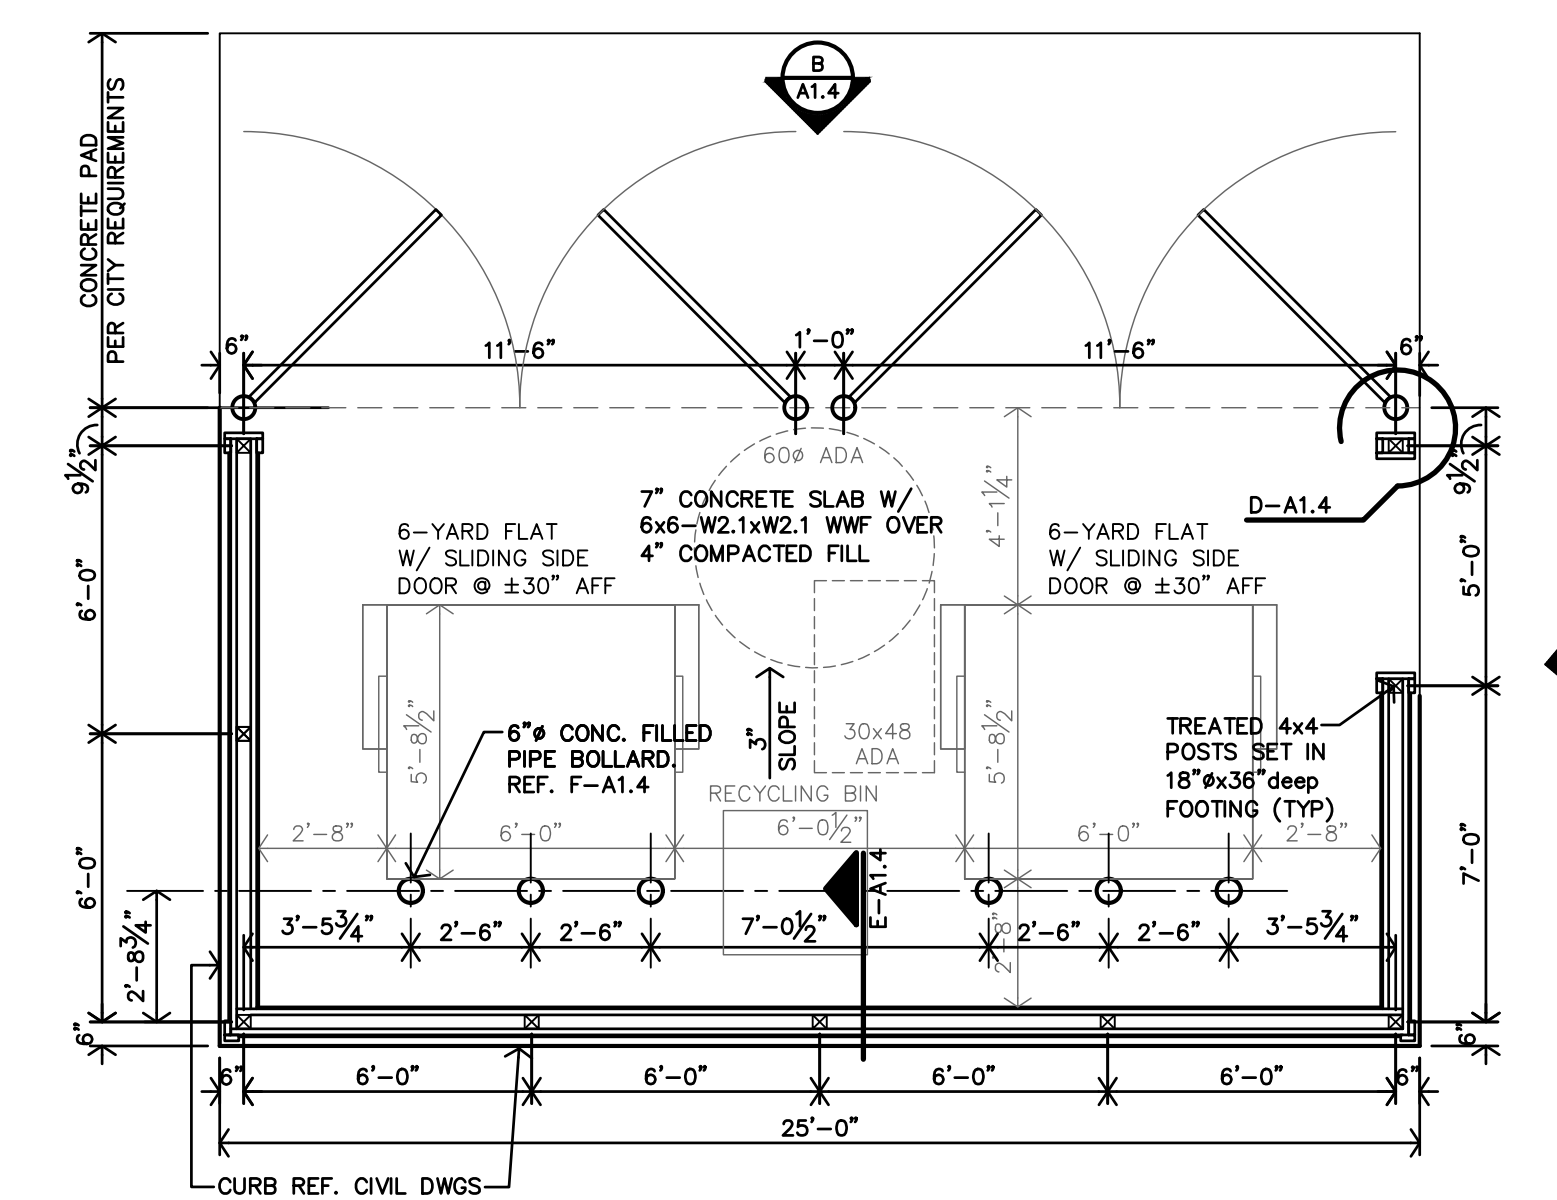 B
A1.4
CONCRETE PAD
PER CITY REQUIREMENTS
6"
11'-6"
1'-0"
11'-6"
6"
9½"
60ø ADA
7" CONCRETE SLAB W/
6x6-W2.1xW2.1 WWF OVER
4" COMPACTED FILL
4'-1¼"
D-A1.4
9½"
6-YARD FLAT
W/ SLIDING SIDE
DOOR @ ±30" AFF
6-YARD FLAT
W/ SLIDING SIDE
DOOR @ ±30" AFF
6'-0"
5'-0"
5'-8½"
6"ø CONC. FILLED
PIPE BOLLARD.
REF. F-A1.4
3"
SLOPE
30x48
ADA
5'-8½"
TREATED 4x4
POSTS SET IN
18"øx36"deep
FOOTING (TYP)
RECYCLING BIN
2'-8"
6'-0"
6'-0½"
6'-0"
2'-8"
6'-0"
7'-0"
E-A1.4
2'-8¾"
3'-5¾"
2'-6"
2'-6"
7'-0½"
2'-8"
2'-6"
2'-6"
3'-5¾"
6"
6"
6"
6'-0"
6'-0"
6'-0"
6'-0"
6"
25'-0"
CURB REF. CIVIL DWGS